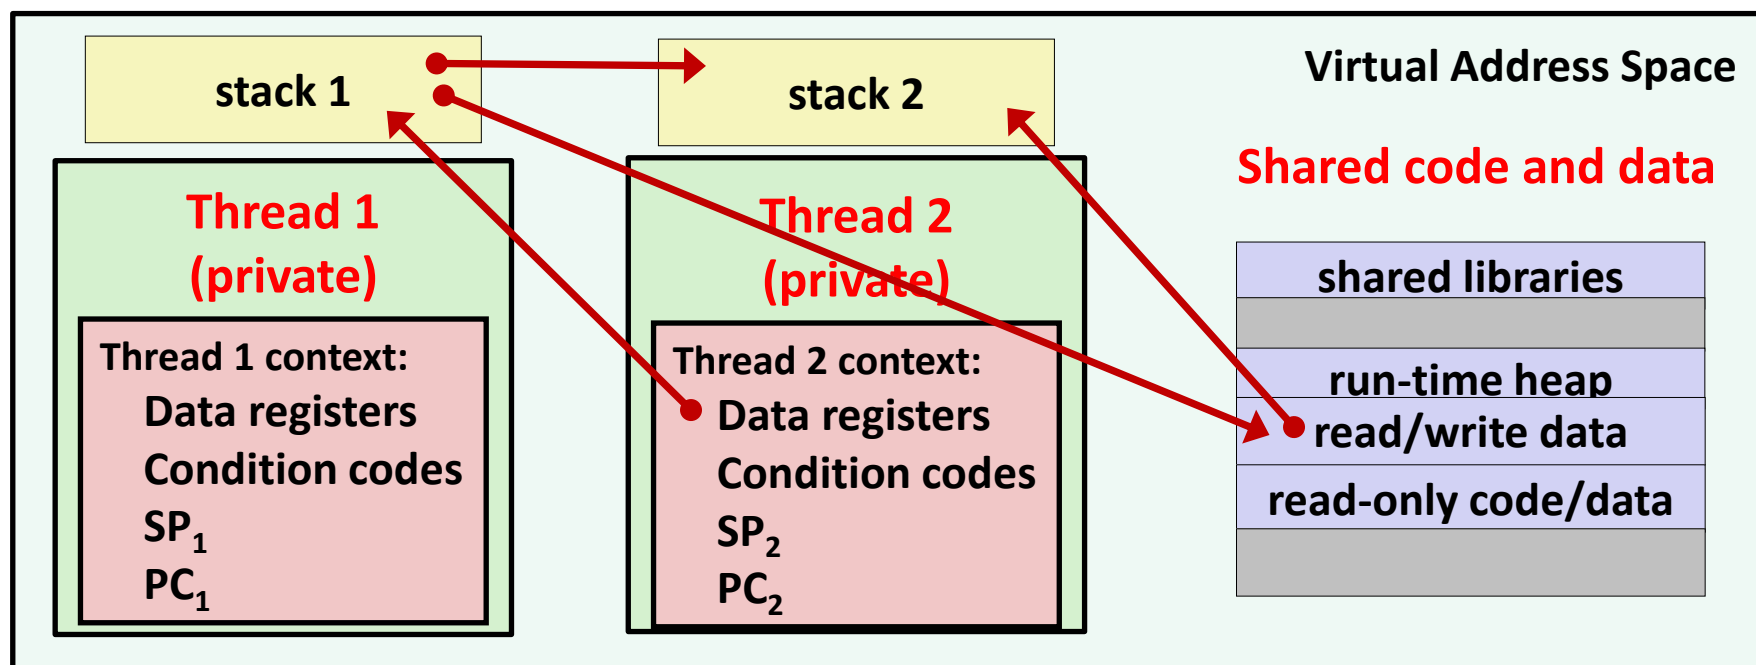 stack 1
stack 2
Virtual Address Space
Shared code and data
Thread 1
(private)
Thread 1 context:
Data registers
Condition codes
SP₁
PC₁
Thread 2
(private)
Thread 2 context:
Data registers
Condition codes
SP₂
PC₂
shared libraries
run-time heap
read/write data
read-only code/data